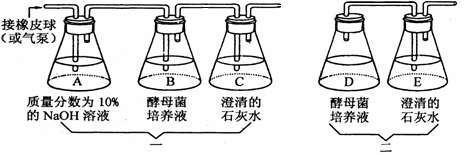 接橡皮球
（或气泵）
A
B
C
D
E
质量分数为10%
的NaOH溶液
酵母菌
培养液
澄清的
石灰水
酵母菌
培养液
澄清的
石灰水
一
二